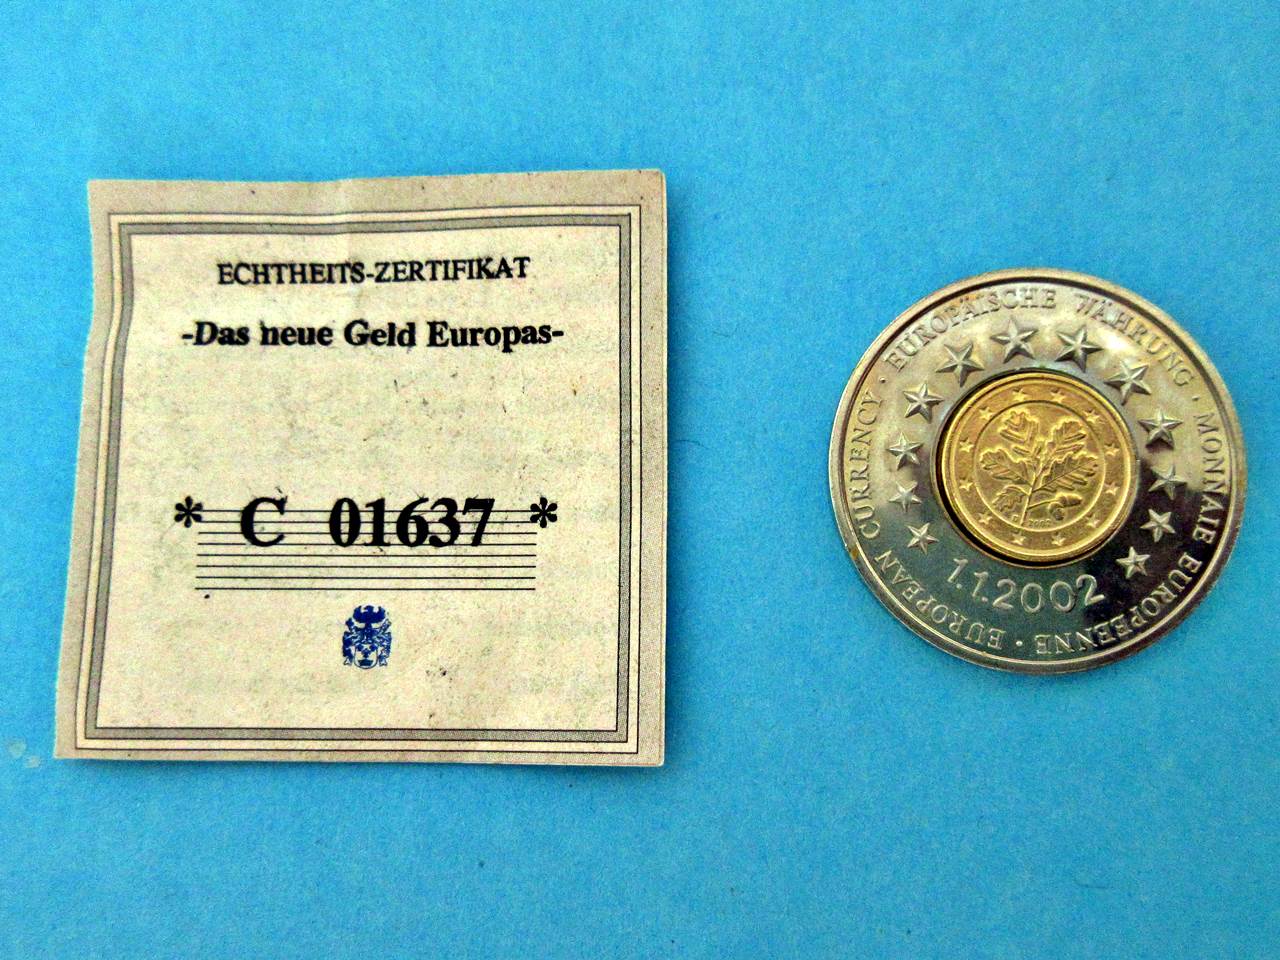 ECHTHEITS-ZERTIFIKAT
-Das neue Geld Europas-
* C 01637 *
EUROPÄISCHE WÄHRUNG · MONNAIE EUROPEENNE · EUROPEAN CURRENCY ·
1.1.2002